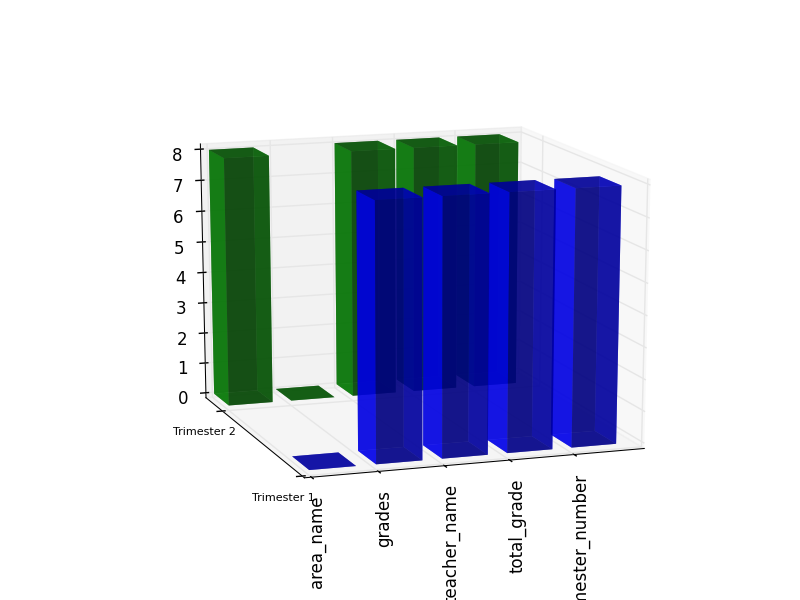 8
7
6
5
4
3
2
1
0
Trimester 2
Trimester 1
area_name
grades
teacher_name
total_grade
mester_number